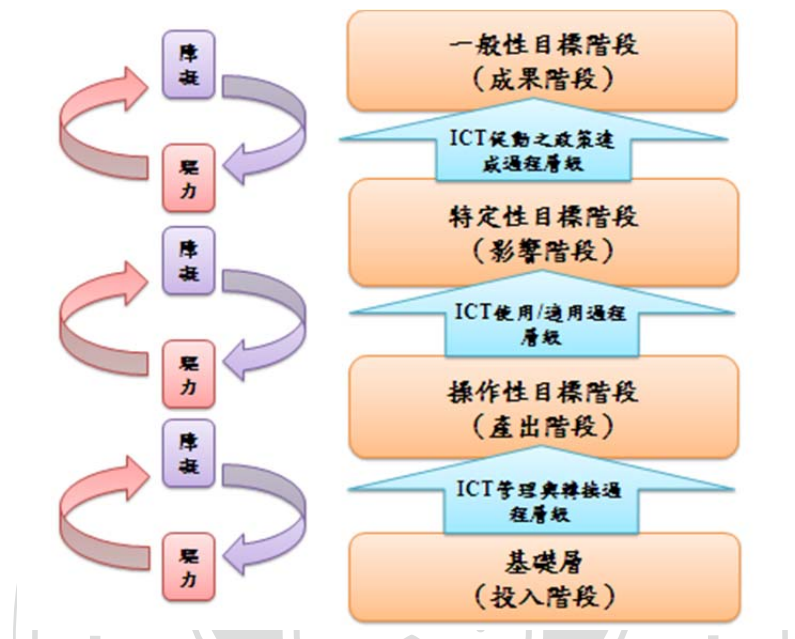 障
礙
驅
力
障
礙
驅
力
障
礙
驅
力
一般性目標階段
(成果階段)
ICT促動之政策達
成過程層級
特定性目標階段
(影響階段)
ICT使用/適用過程
層級
操作性目標階段
(產出階段)
ICT管理與轉接過
程層級
基礎層
(投入階段)